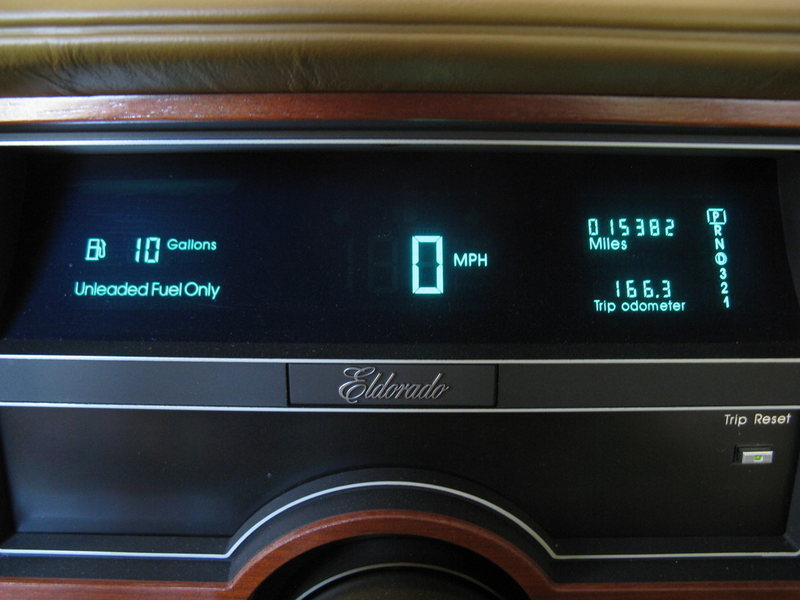 10 Gallons
Unleaded Fuel Only
0 MPH
015382
Miles
166.3
Trip odometer
P
R
N
D
3
2
1
Eldorado
Trip Reset